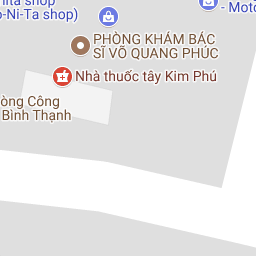 ita shop
o-Ni-Ta shop)
- Moto
PHÒNG KHÁM BÁC
SĨ VÕ QUANG PHÚC
Nhà thuốc tây Kim Phú
òng Công
Bình Thạnh